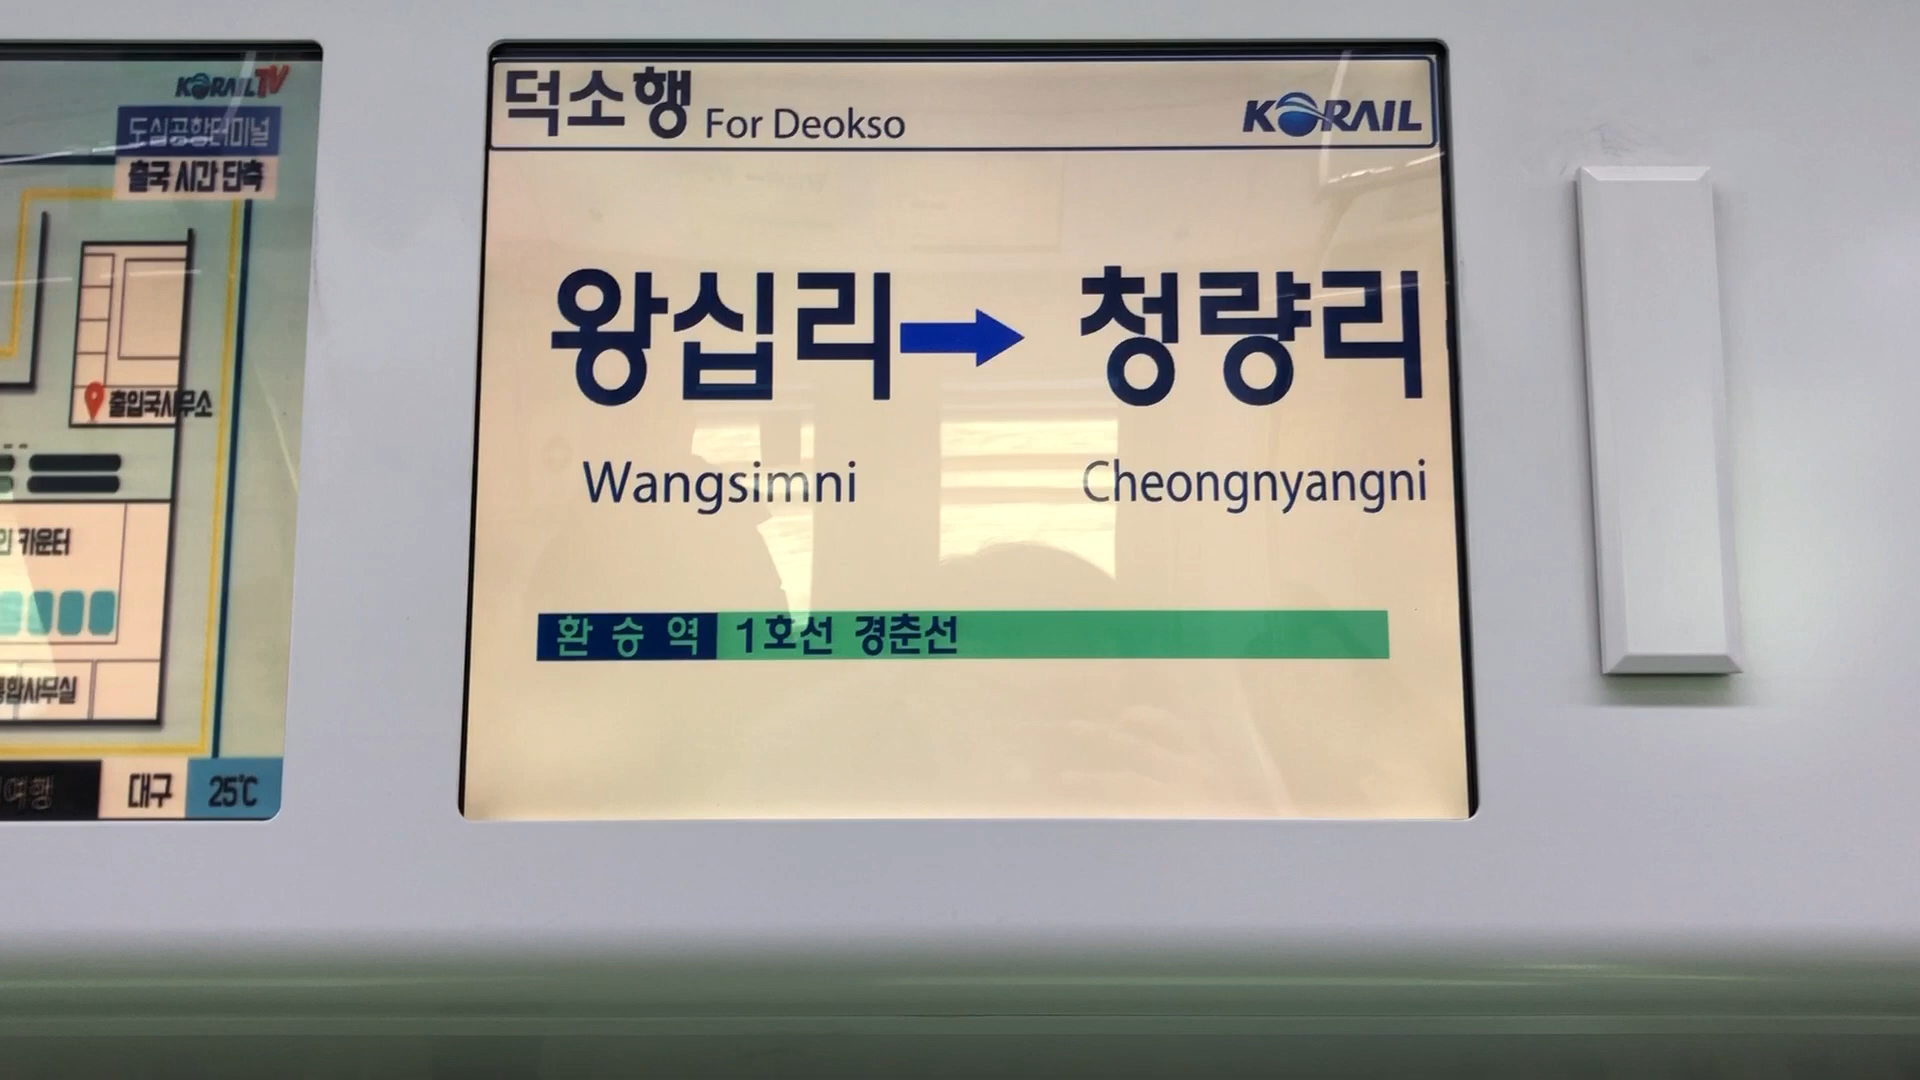 KORAIL TV
도심공항터미널
출국 시간 단축
출입국사무소
카운터
대구 25℃
덕소행 For Deokso
KORAIL
왕십리 → 청량리
Wangsimni Cheongnyangni
환승역 1호선 경춘선